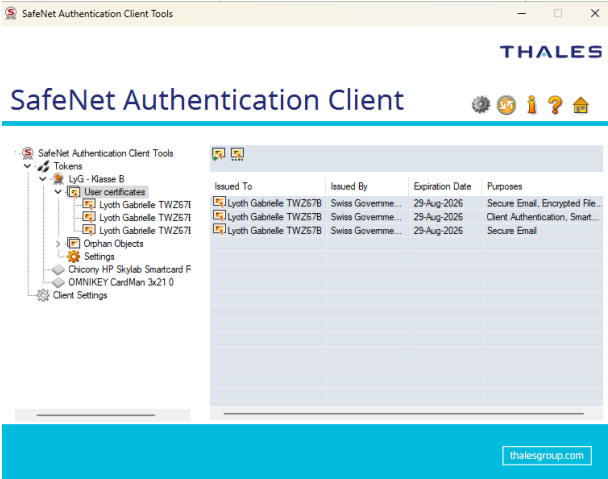 SafeNet Authentication Client Tools
THALES
SafeNet Authentication Client
SafeNet Authentication Client Tools
Tokens
LyG - Klasse B
User certificates
Lyoth Gabrielle TWZ67E
Lyoth Gabrielle TWZ67E
Lyoth Gabrielle TWZ67E
Orphan Objects
Settings
Chicony HP Skylab Smartcard R
OMNIKEY CardMan 3x21 0
Client Settings
Issued To Issued By Expiration Date Purposes
Lyoth Gabrielle TWZ67B Swiss Governme... 29-Aug-2026 Secure Email, Encrypted File...
Lyoth Gabrielle TWZ67B Swiss Governme... 29-Aug-2026 Client Authentication, Smart...
Lyoth Gabrielle TWZ67B Swiss Governme... 29-Aug-2026 Secure Email
thalesgroup.com